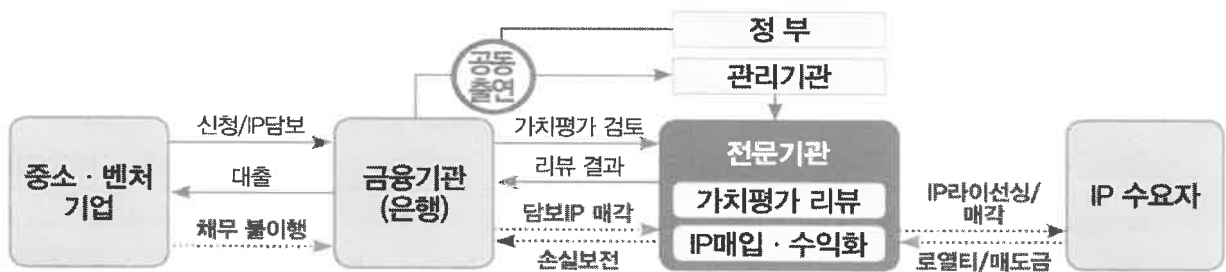 정 부
공동
출연
관리기관
신청/IP담보
가치평가 검토
전문기관
중소 · 벤처
기업
대출
금융기관
(은행)
리뷰 결과
가치평가 리뷰
IP라이선싱/
매각
IP 수요자
채무 불이행
담보IP 매각
IP매입 · 수익화
손실보전
로열티/매도금